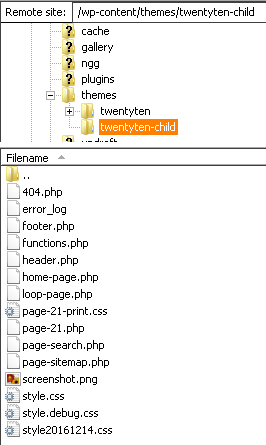 Remote site: /wp-content/themes/twentyten-child
cache
gallery
ngg
plugins
themes
twentyten
twentyten-child
Filename
..
404.php
error_log
footer.php
functions.php
header.php
home-page.php
loop-page.php
page-21-print.css
page-21.php
page-search.php
page-sitemap.php
screenshot.png
style.css
style.debug.css
style20161214.css